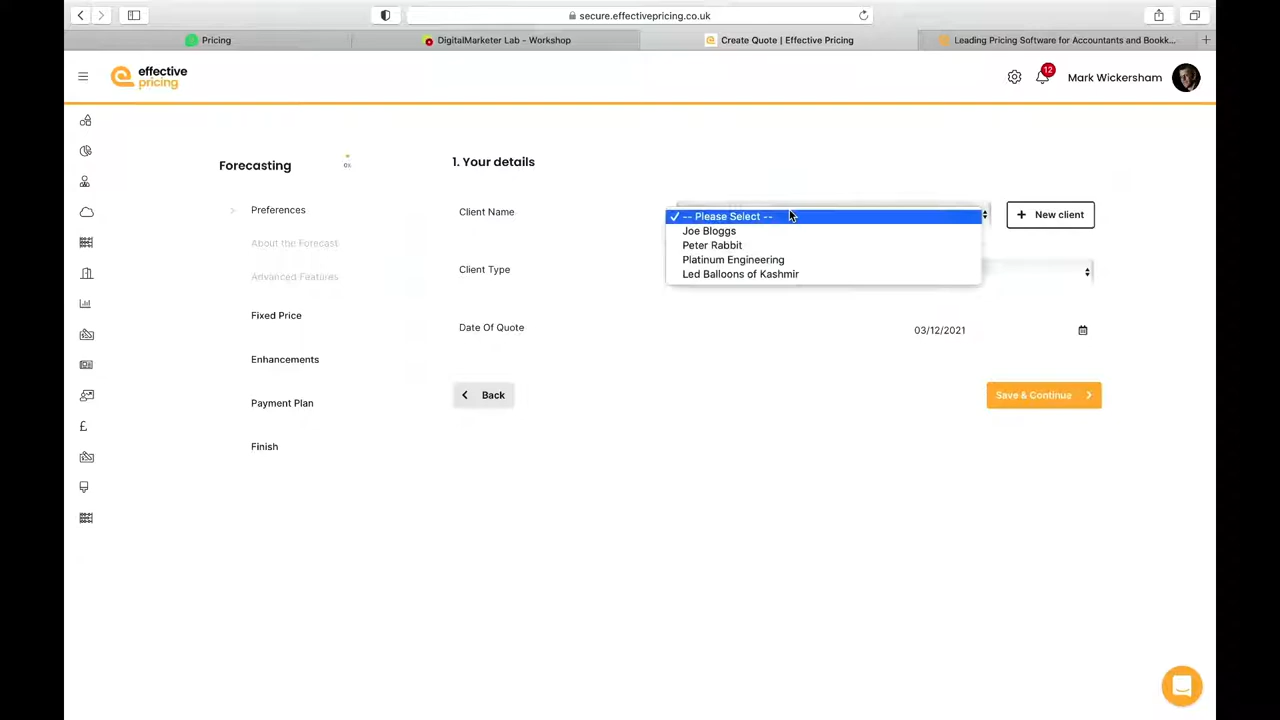 secure.effectivepricing.co.uk
Pricing
DigitalMarketer Lab - Workshop
Create Quote | Effective Pricing
Leading Pricing Software for Accountants and Bookk...
effective
pricing
12
Mark Wickersham
Forecasting
0%
1. Your details
Preferences
About the Forecast
Advanced Features
Fixed Price
Enhancements
Payment Plan
Finish
Client Name
✓ -- Please Select --
Joe Bloggs
Peter Rabbit
Platinum Engineering
Led Balloons of Kashmir
+ New client
Client Type
Date Of Quote
03/12/2021
Back
Save & Continue